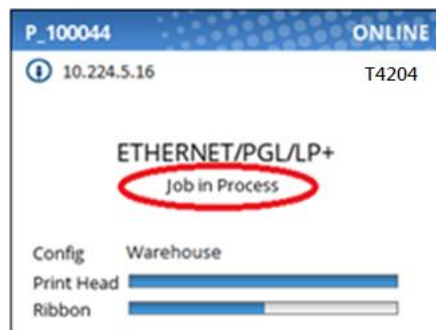 P_100044 ONLINE
10.224.5.16 T4204
ETHERNET/PGL/LP+
Job in Process
Config Warehouse
Print Head
Ribbon